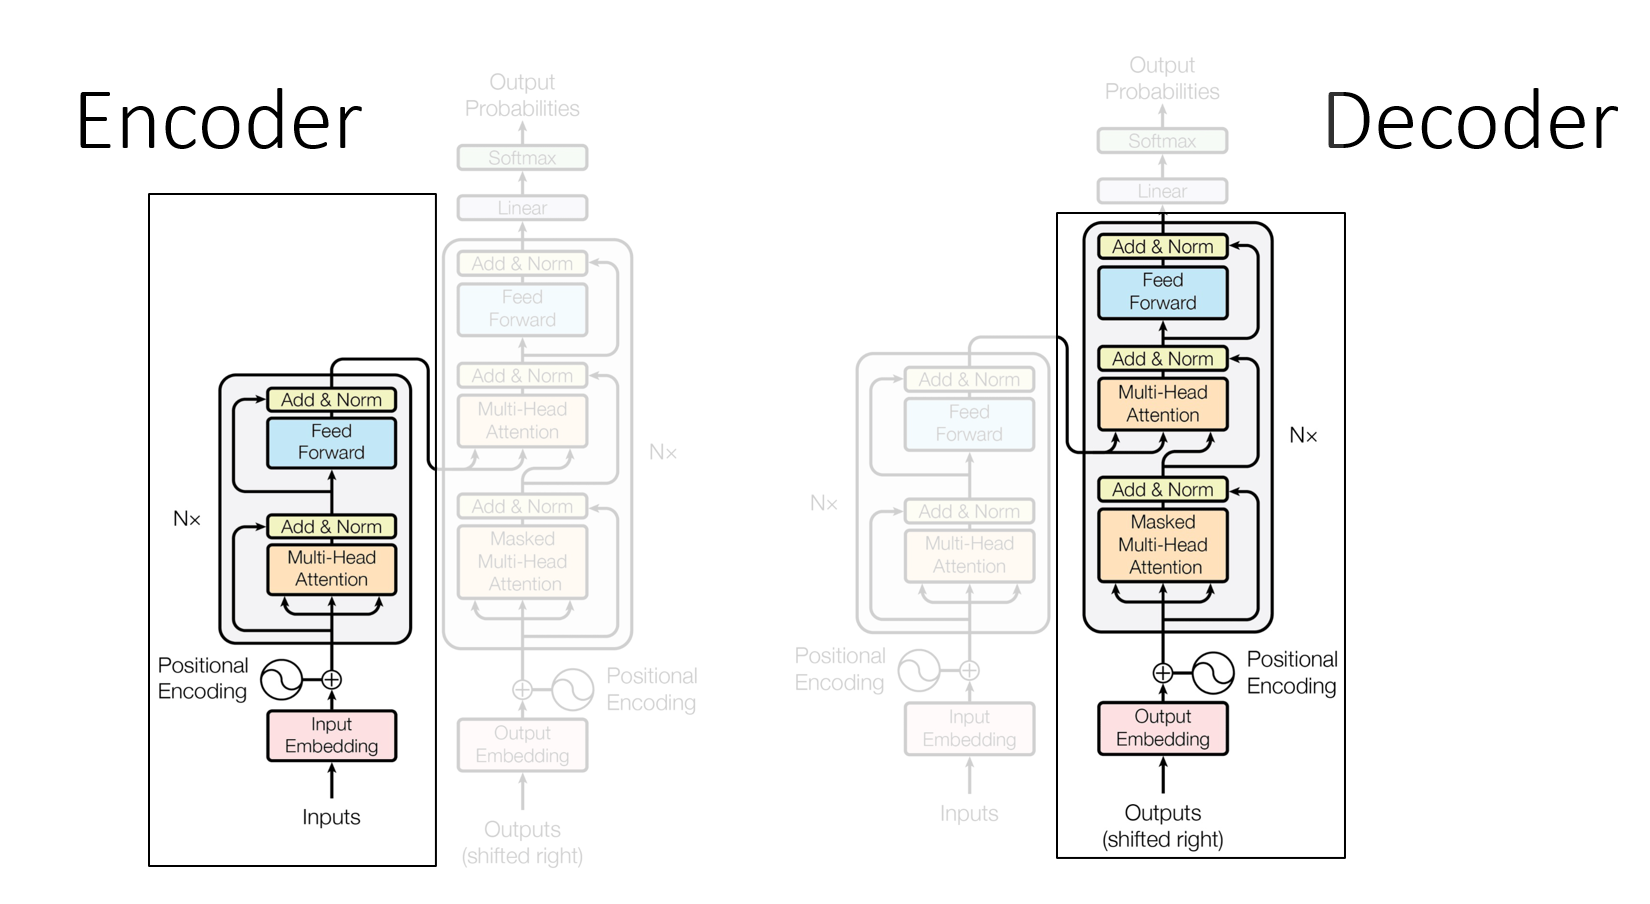 Encoder
Output
Probabilities
Softmax
Linear
Add & Norm
Feed
Forward
Add & Norm
Multi-Head
Attention
Nx
Add & Norm
Masked
Multi-Head
Attention
Positional
Encoding
Output
Embedding
Outputs
(shifted right)
Add & Norm
Feed
Forward
Nx
Add & Norm
Multi-Head
Attention
Positional
Encoding
Input
Embedding
Inputs
Decoder
Output
Probabilities
Softmax
Linear
Add & Norm
Feed
Forward
Add & Norm
Multi-Head
Attention
Nx
Add & Norm
Masked
Multi-Head
Attention
Positional
Encoding
Output
Embedding
Outputs
(shifted right)
Add & Norm
Feed
Forward
Nx
Add & Norm
Multi-Head
Attention
Positional
Encoding
Input
Embedding
Inputs